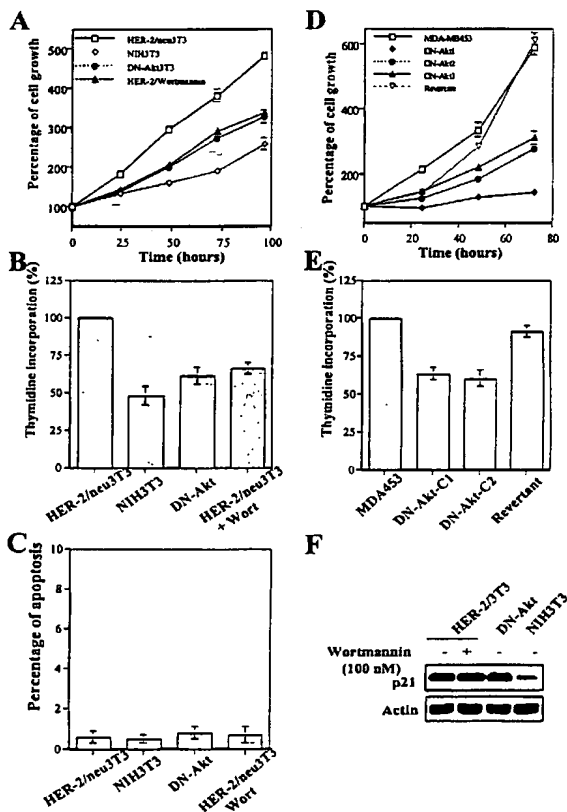 A
Percentage of cell growth
500
400
300
200
100
HER-2/neu3T3
NIH3T3
DN-Akt3T3
HER-2/Wortmannin
0
25
50
75
100
Time (hours)
D
Percentage of cell growth
600
400
200
MDA-MB453
DN-Akt1
DN-Akt2
DN-Akt3
Revertant
0
20
40
60
80
Time (hours)
B
Thymidine incorporation (%)
125
100
75
50
25
0
HER-2/neu3T3
NIH3T3
DN-Akt
HER-2/neu3T3
+ Wort
E
Thymidine incorporation (%)
125
100
75
50
25
0
MDA453
DN-Akt-C1
DN-Akt-C2
Revertant
C
Percentage of apoptosis
10
8
6
4
2
0
HER-2/neu3T3
NIH3T3
DN-Akt
HER-2/neu3T3
Wort
F
HER-2/3T3
DN-Akt
NIH3T3
Wortmannin - + - -
(100 nM)
p21
Actin